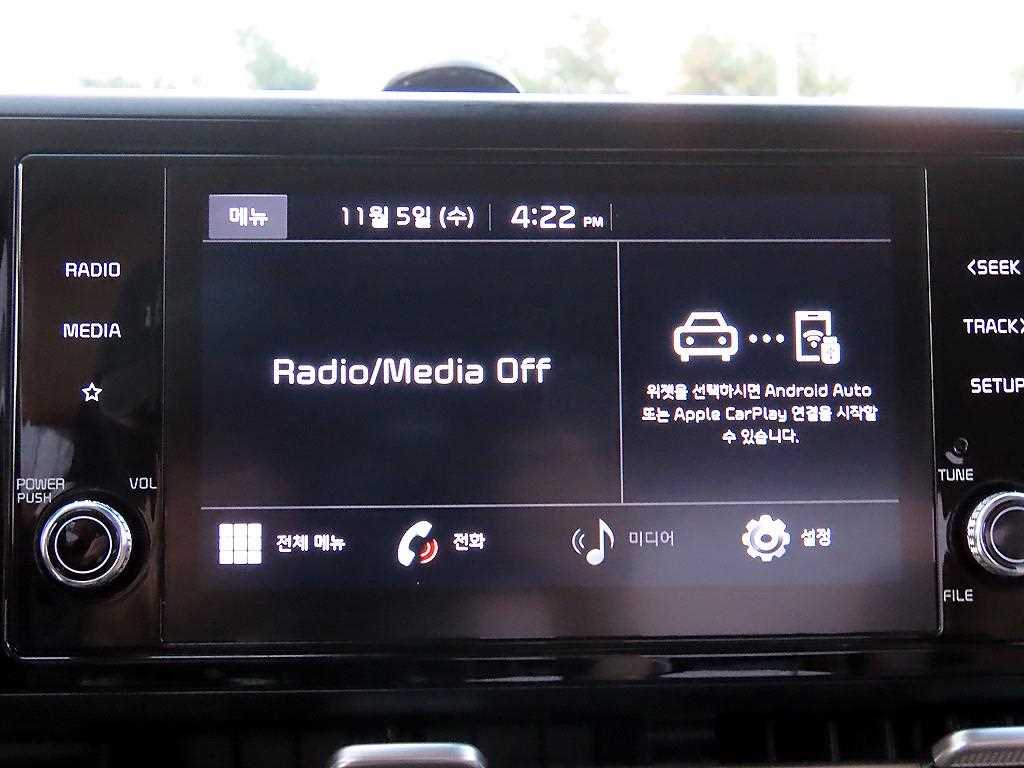 메뉴 11월 5일 (수) 4:22 PM
RADIO
MEDIA
Radio/Media Off
위젯을 선택하시면 Android Auto
또는 Apple CarPlay 연결을 시작할
수 있습니다.
전체 메뉴 전화 미디어 설정
POWER
PUSH
VOL
<SEEK
TRACK>
SETUP
TUNE
FILE